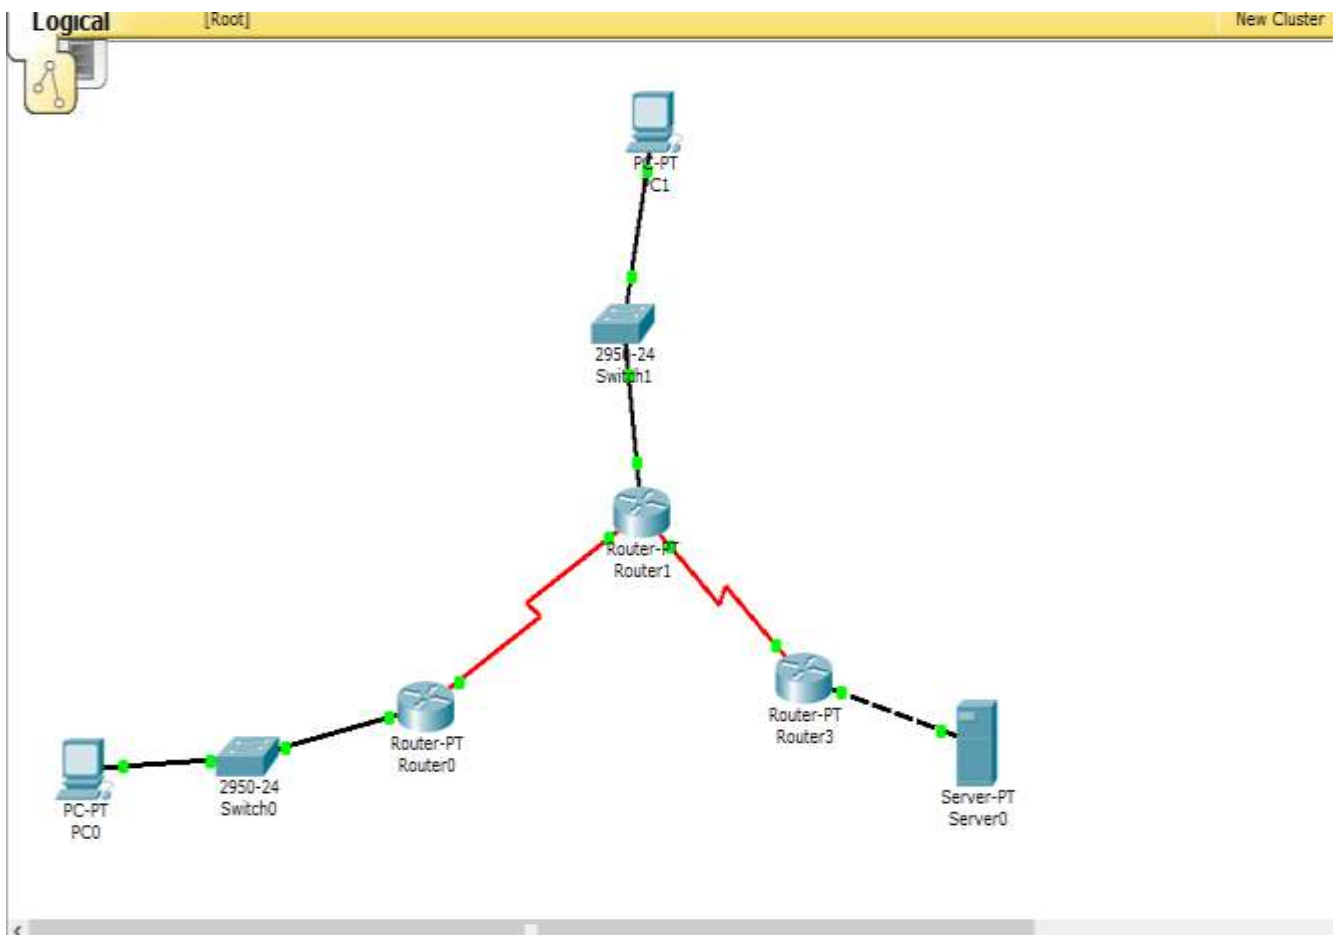 Logical
[Root]
New Cluster
PC-PT
PC1
2950-24
Switch1
Router-PT
Router1
Router-PT
Router3
Router-PT
Router0
2950-24
Switch0
PC-PT
PC0
Server-PT
Server0